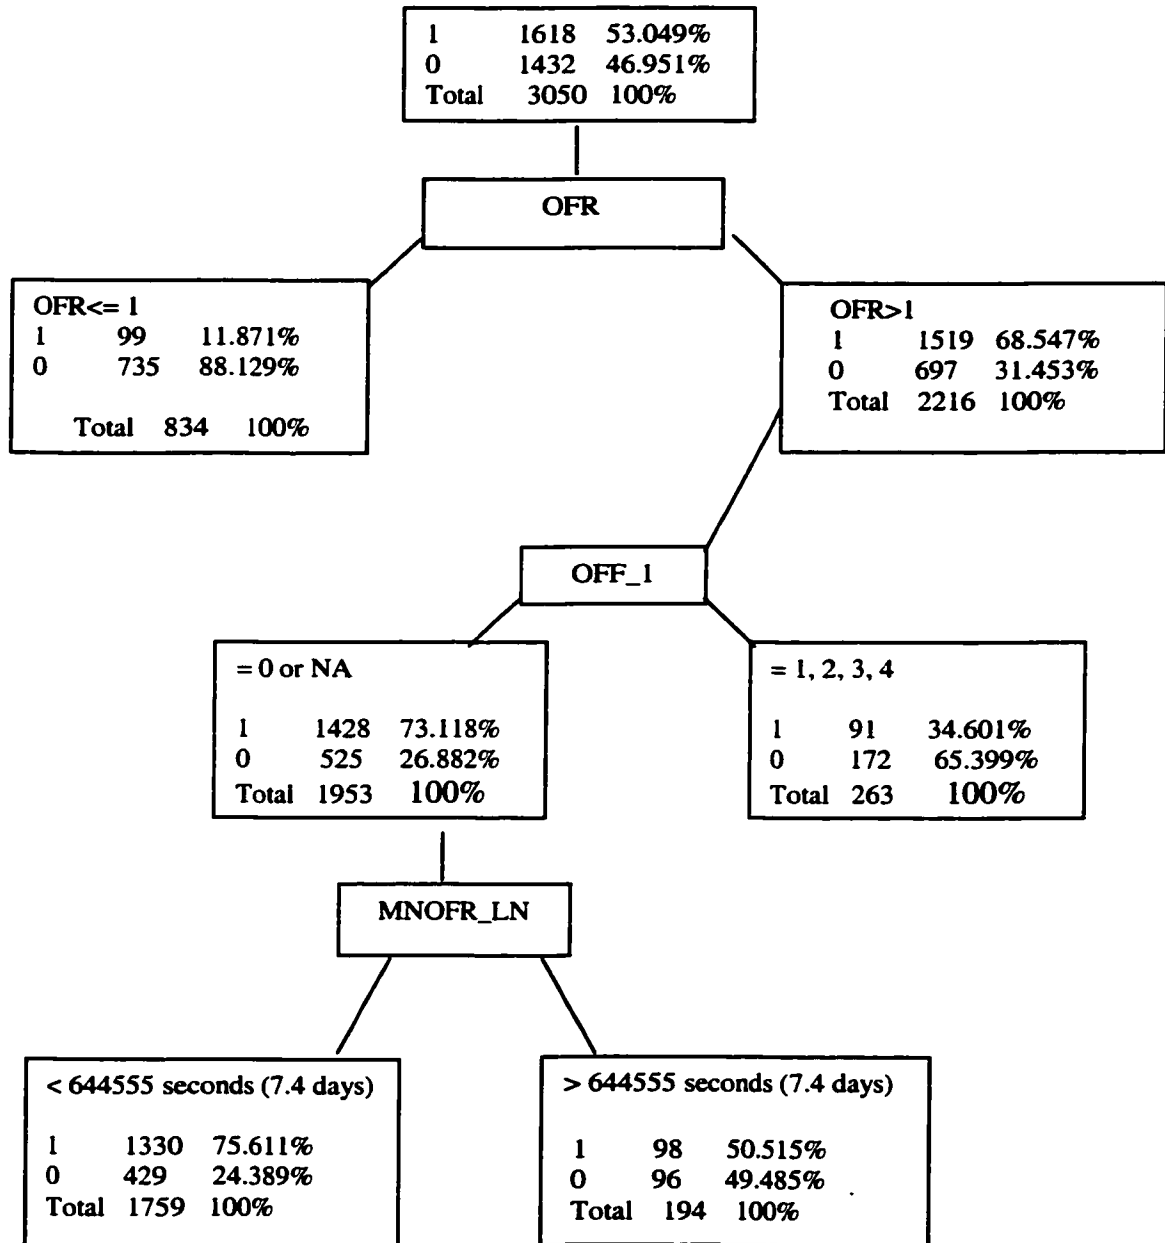 1 1618 53.049%
0 1432 46.951%
Total 3050 100%
OFR
OFR<= 1
1 99 11.871%
0 735 88.129%
Total 834 100%
OFR>1
1 1519 68.547%
0 697 31.453%
Total 2216 100%
OFF_1
= 0 or NA
1 1428 73.118%
0 525 26.882%
Total 1953 100%
= 1, 2, 3, 4
1 91 34.601%
0 172 65.399%
Total 263 100%
MNOFR_LN
< 644555 seconds (7.4 days)
1 1330 75.611%
0 429 24.389%
Total 1759 100%
> 644555 seconds (7.4 days)
1 98 50.515%
0 96 49.485%
Total 194 100%